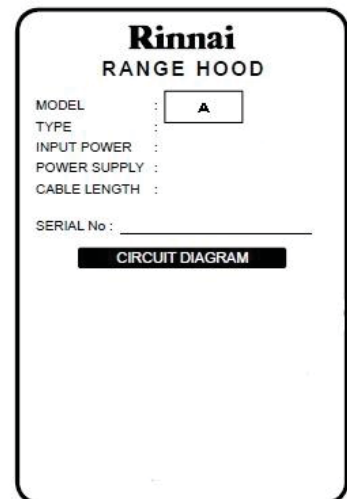 Rinnai
RANGE HOOD
MODEL : A
TYPE :
INPUT POWER :
POWER SUPPLY :
CABLE LENGTH :
SERIAL No :
CIRCUIT DIAGRAM